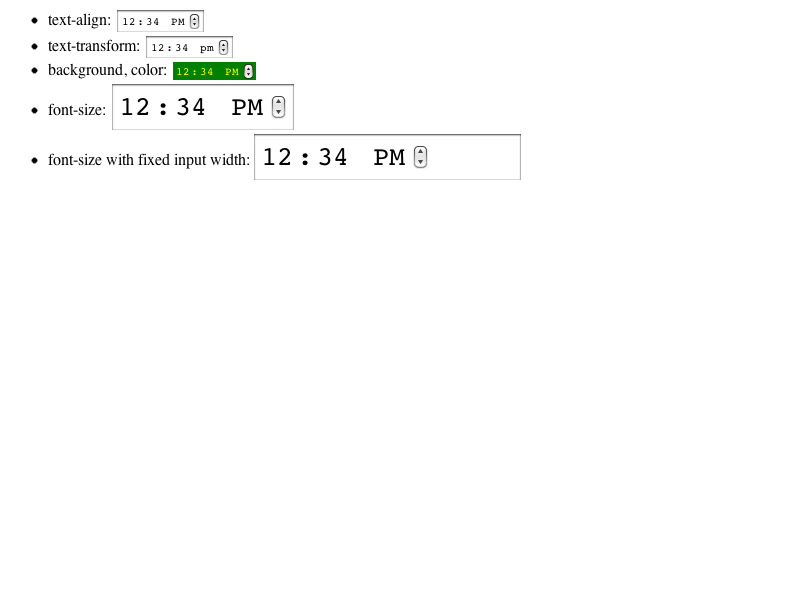 text-align: 12:34 PM
text-transform: 12:34 pm
background, color: 12:34 PM
font-size: 12:34 PM
font-size with fixed input width: 12:34 PM